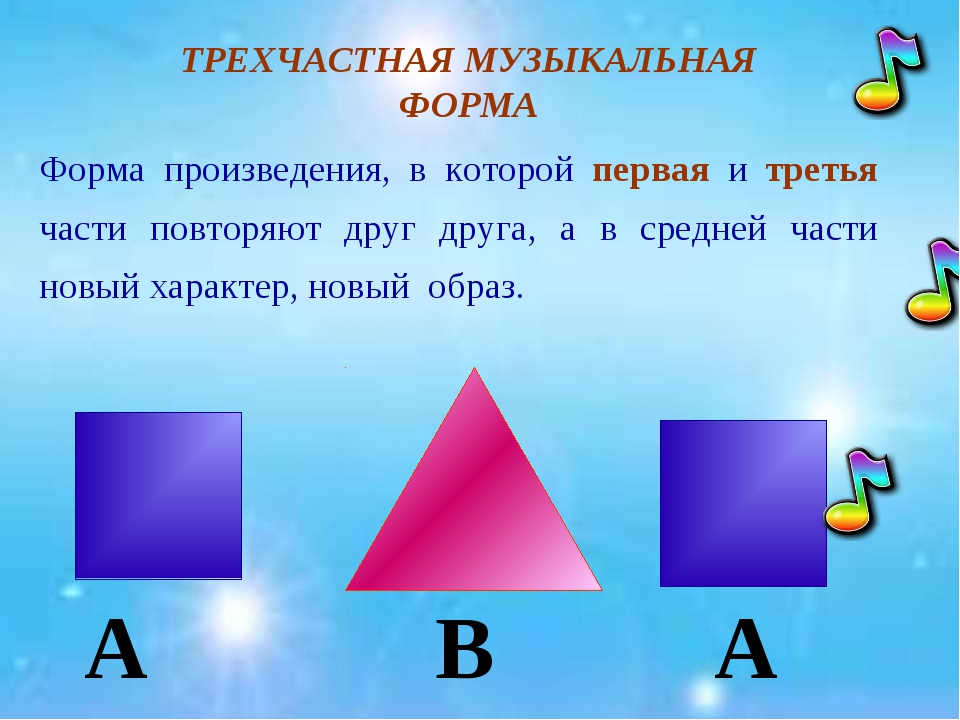 ТРЕХЧАСТНАЯ МУЗЫКАЛЬНАЯ
ФОРМА
Форма произведения, в которой первая и третья
части повторяют друг друга, а в средней части
новый характер, новый образ.
А В А